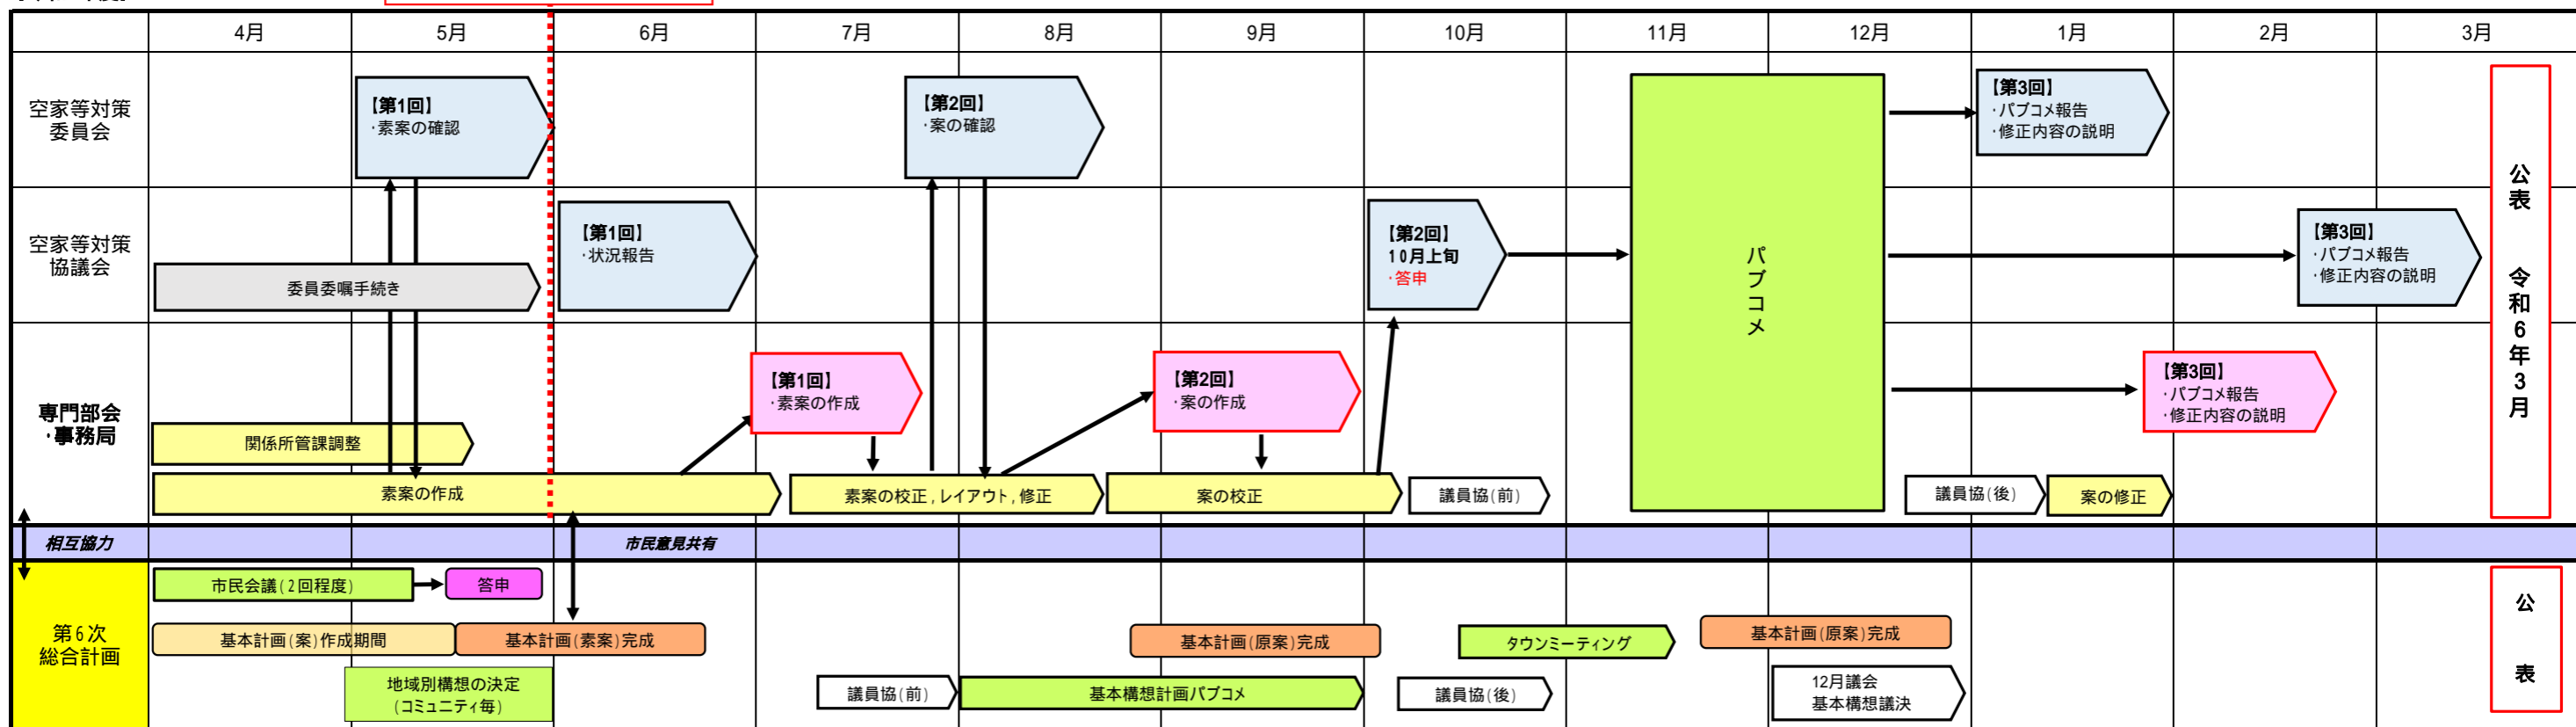 4月
5月
6月
7月
8月
9月
10月
11月
12月
1月
2月
3月
空家等対策
委員会
【第1回】
・素案の確認
【第2回】
・案の確認
【第3回】
・パブコメ報告
・修正内容の説明
空家等対策
協議会
委員委嘱手続き
【第1回】
・状況報告
【第2回】
10月上旬
・答申
パブコメ
【第3回】
・パブコメ報告
・修正内容の説明
公表 令和6年3月
専門部会
・事務局
関係所管課調整
素案の作成
【第1回】
・素案の作成
素案の校正,レイアウト,修正
【第2回】
・案の作成
案の校正
議員協(前)
【第3回】
・パブコメ報告
・修正内容の説明
議員協(後)
案の修正
相互協力
市民意見共有
第6次
総合計画
市民会議(2回程度)
答申
基本計画(案)作成期間
基本計画(素案)完成
地域別構想の決定
(コミュニティ毎)
議員協(前)
基本構想計画パブコメ
基本計画(原案)完成
議員協(後)
タウンミーティング
基本計画(原案)完成
12月議会
基本構想議決
公表